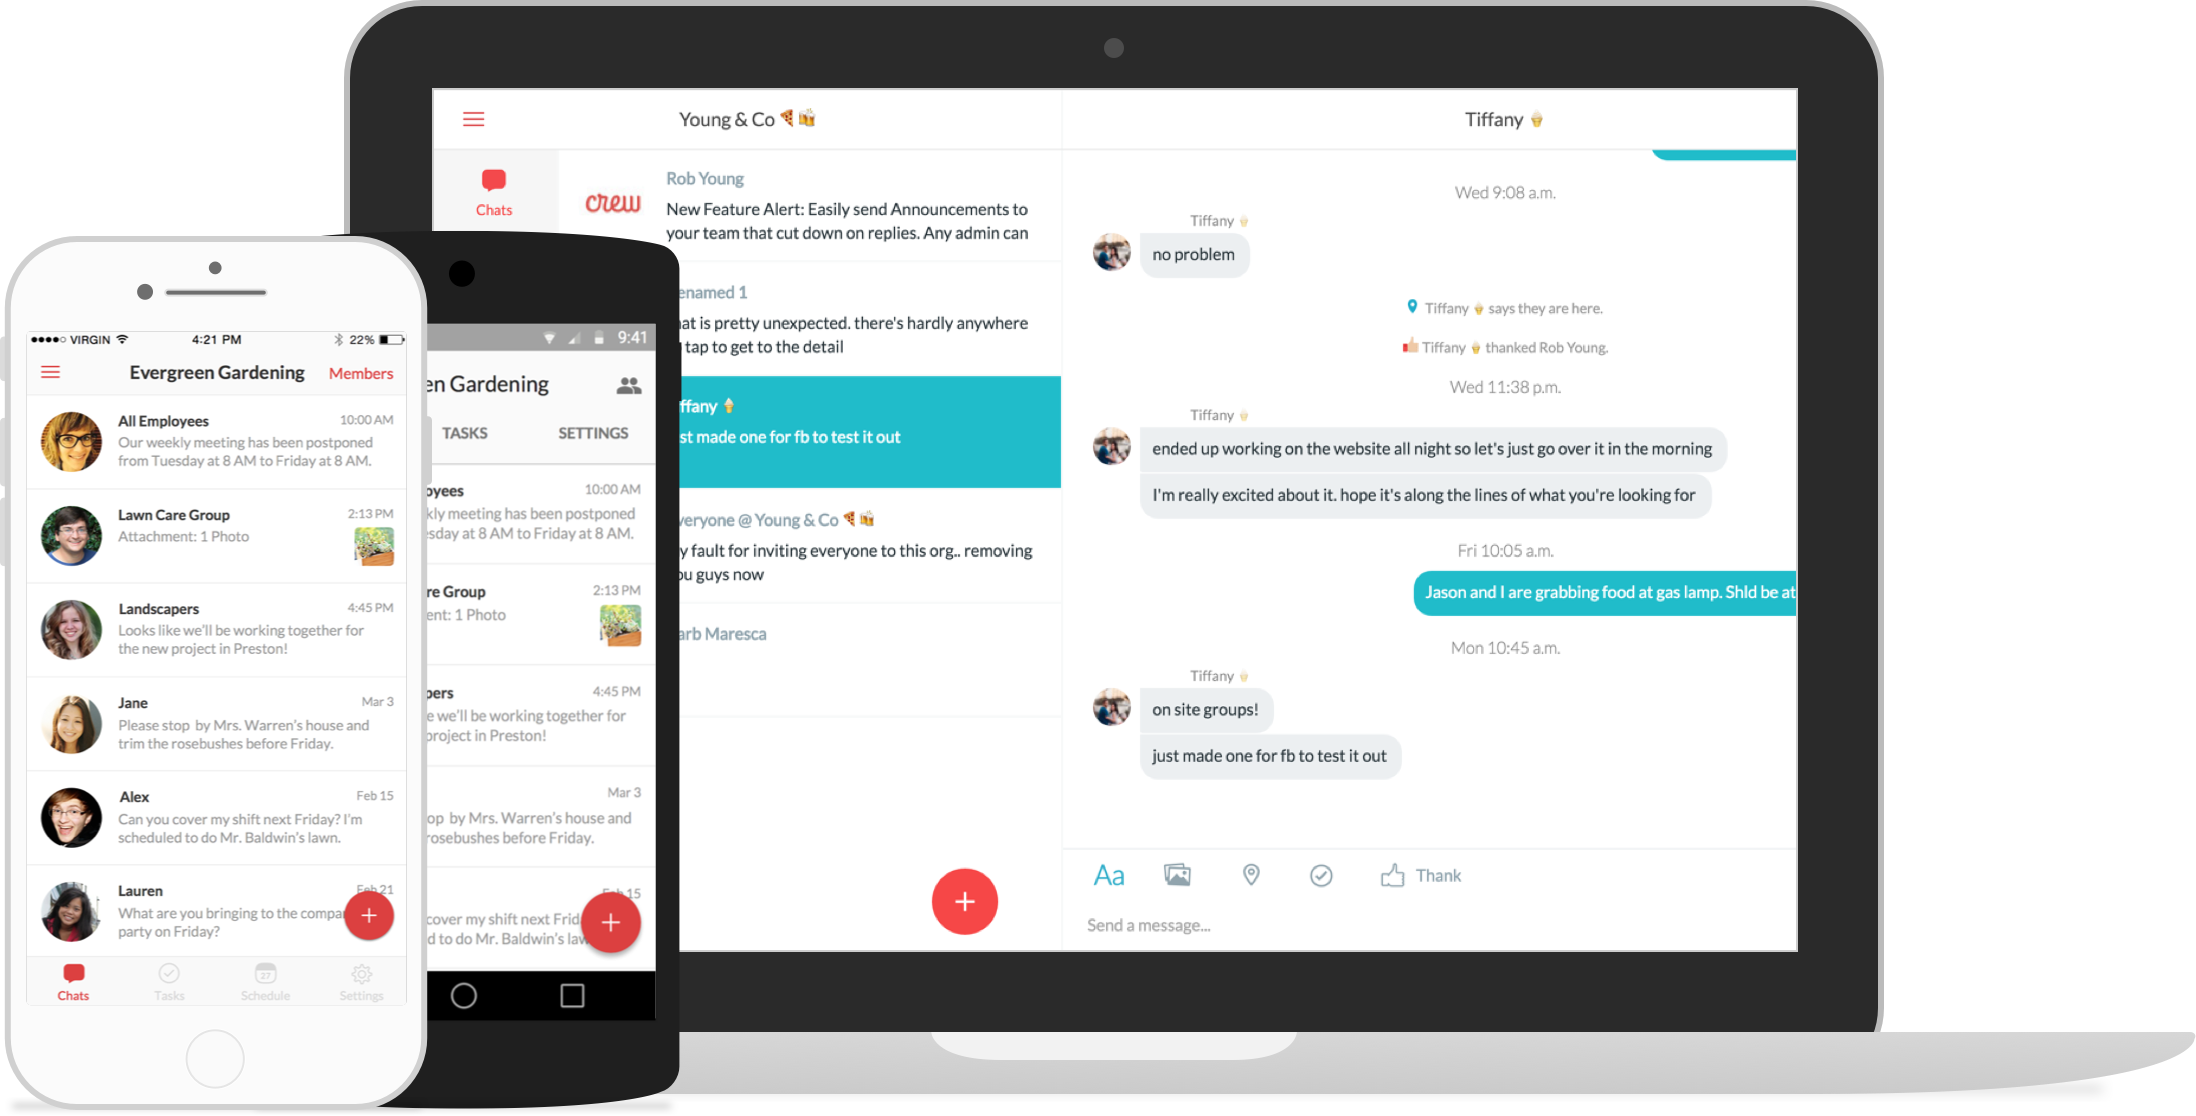 Young & Co 🍕🍻
Tiffany 🍦
Chats
crew
Rob Young
New Feature Alert: Easily send Announcements to
your team that cut down on replies. Any admin can
enamed 1
at is pretty unexpected. there's hardly anywhere
tap to get to the detail
ffany 🍦
st made one for fb to test it out
veryone @ Young & Co 🍕🍻
y fault for inviting everyone to this org.. removing
ou guys now
arb Maresca
Wed 9:08 a.m.
Tiffany 🍦
no problem
Tiffany 🍦 says they are here.
Tiffany 🍦 thanked Rob Young.
Wed 11:38 p.m.
Tiffany 🍦
ended up working on the website all night so let's just go over it in the morning
I'm really excited about it. hope it's along the lines of what you're looking for
Fri 10:05 a.m.
Jason and I are grabbing food at gas lamp. Shld be at
Mon 10:45 a.m.
Tiffany 🍦
on site groups!
just made one for fb to test it out
Aa
Thank
Send a message...
VIRGIN
4:21 PM
22%
Evergreen Gardening
Members
All Employees
10:00 AM
Our weekly meeting has been postponed
from Tuesday at 8 AM to Friday at 8 AM.
Lawn Care Group
2:13 PM
Attachment: 1 Photo
Landscapers
4:45 PM
Looks like we'll be working together for
the new project in Preston!
Jane
Mar 3
Please stop by Mrs. Warren's house and
trim the rosebushes before Friday.
Alex
Feb 15
Can you cover my shift next Friday? I'm
scheduled to do Mr. Baldwin's lawn.
Lauren
Feb 21
What are you bringing to the compa
party on Friday?
Chats
Tasks
27
Schedule
Settings
9:41
en Gardening
TASKS
SETTINGS
oyees
10:00 AM
kly meeting has been postponed
sday at 8 AM to Friday at 8 AM.
re Group
2:13 PM
ent: 1 Photo
pers
4:45 PM
e we'll be working together for
project in Preston!
Mar 3
op by Mrs. Warren's house and
rosebushes before Friday.
Feb 15
cover my shift next Frid
d to do Mr. Baldwin's law